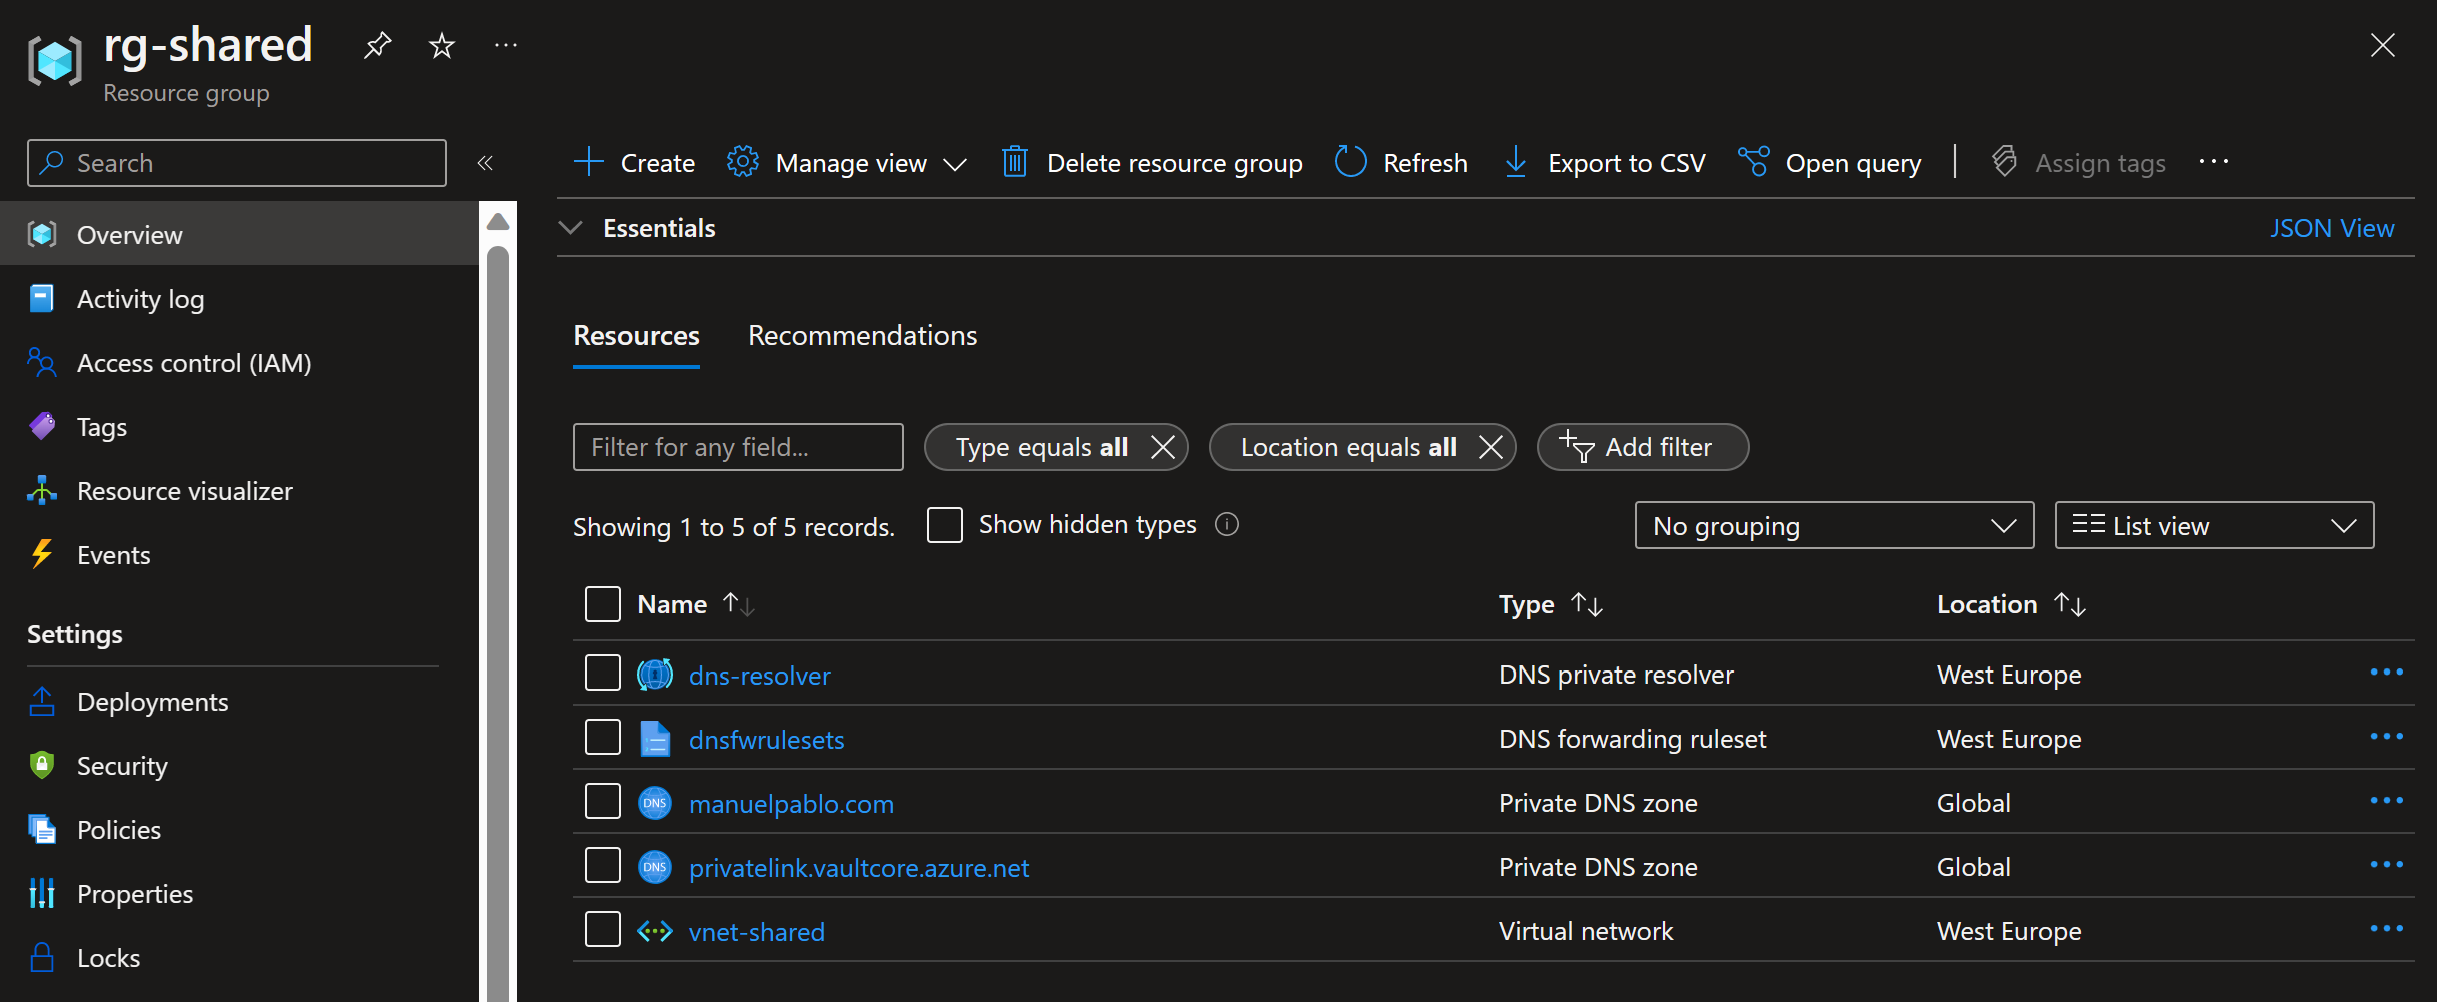 rg-shared
Resource group
Search
Overview
Activity log
Access control (IAM)
Tags
Resource visualizer
Events
Settings
Deployments
Security
Policies
Properties
Locks
Create Manage view Delete resource group Refresh Export to CSV Open query Assign tags
Essentials JSON View
Resources Recommendations
Filter for any field... Type equals all Location equals all Add filter
Showing 1 to 5 of 5 records. Show hidden types No grouping List view
Name Type Location
dns-resolver DNS private resolver West Europe
dnsfwrulesets DNS forwarding ruleset West Europe
DNS manuelpablo.com Private DNS zone Global
DNS privatelink.vaultcore.azure.net Private DNS zone Global
vnet-shared Virtual network West Europe